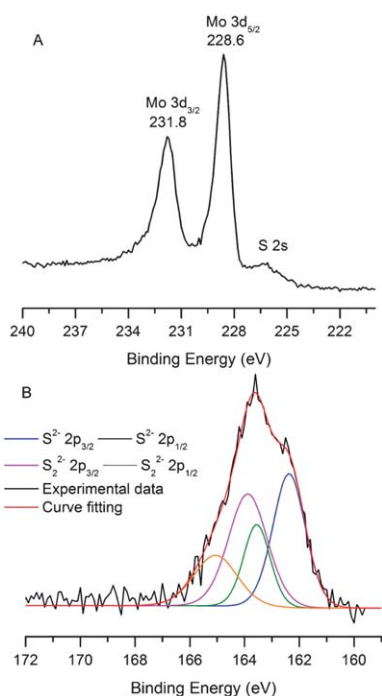 A
Mo 3d5/2
228.6
Mo 3d3/2
231.8
S 2s
240 237 234 231 228 225 222
Binding Energy (eV)
B
S2- 2p3/2 S2- 2p1/2
S22- 2p3/2 S22- 2p1/2
Experimental data
Curve fitting
172 170 168 166 164 162 160
Binding Energy (eV)